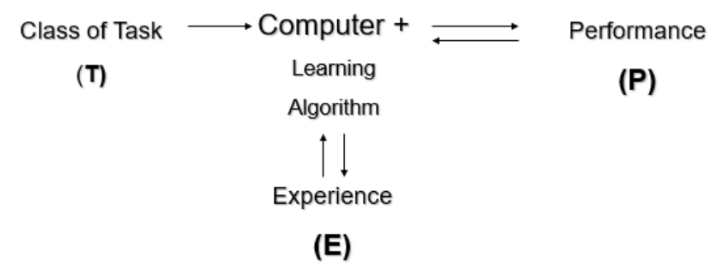 Class of Task
(T)
Computer +
Learning
Algorithm
Performance
(P)
Experience
(E)